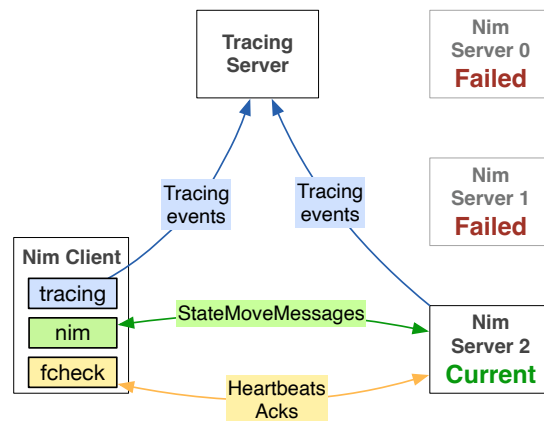 Tracing
Server
Nim
Server 0
Failed
Nim
Server 1
Failed
Tracing
events
Tracing
events
Nim Client
tracing
nim
fcheck
StateMoveMessages
Heartbeats
Acks
Nim
Server 2
Current